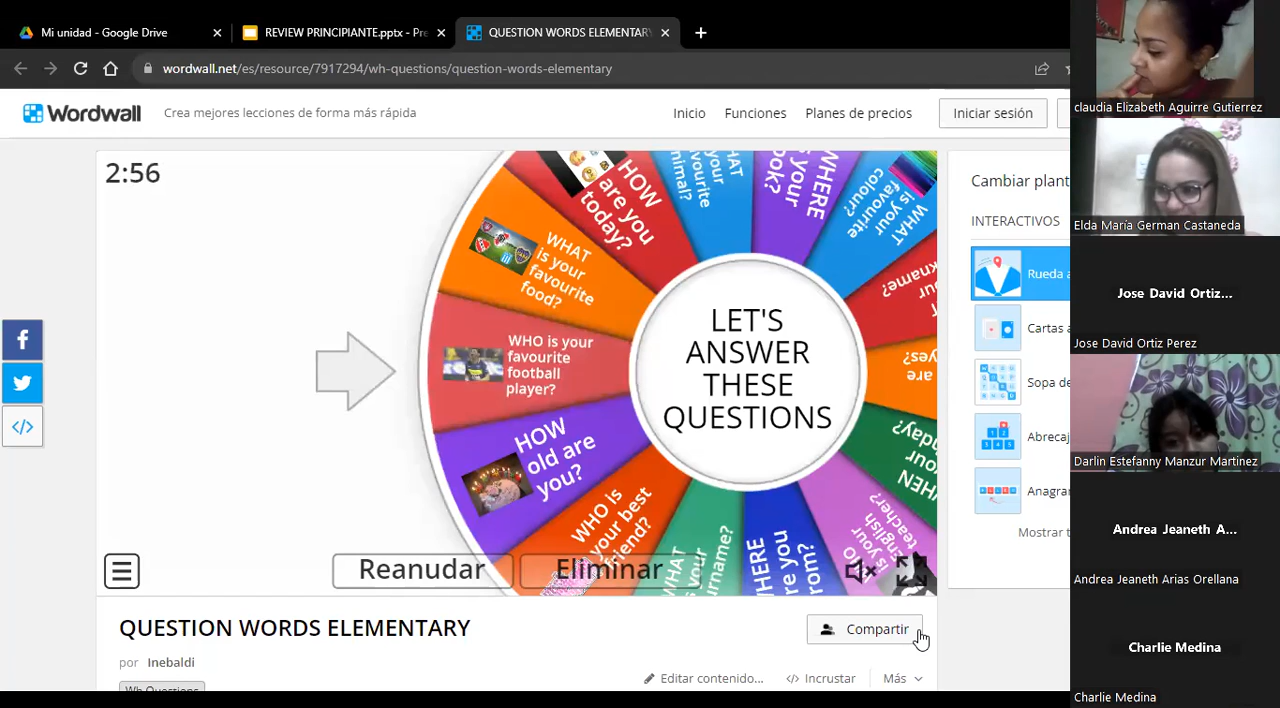 Mi unidad - Google Drive
REVIEW PRINCIPIANTE.pptx - Pre
QUESTION WORDS ELEMENTARY
wordwall.net/es/resource/7917294/wh-questions/question-words-elementary
Wordwall
Crea mejores lecciones de forma más rápida
Inicio
Funciones
Planes de precios
Iniciar sesión
2:56
HOW
are you
today?
WHAT
is your
favourite
food?
WHO is your
favourite
football
player?
HOW
old are
you?
WHO is
your best
friend?
WHERE
WHAT
is your
favourite
colour?
WHEN
LET'S
ANSWER
THESE
QUESTIONS
Reanudar
Eliminar
Cambiar plant
INTERACTIVOS
Rueda a
Cartas a
Sopa de
Abrecaj
Anagra
Mostrar t
QUESTION WORDS ELEMENTARY
por Inebaldi
Wh Questions
Compartir
Editar contenido...
Incrustar
Más
claudia Elizabeth Aguirre Gutierrez
Elda María German Castaneda
Jose David Ortiz...
Jose David Ortiz Perez
Darlin Estefanny Manzur Martinez
Andrea Jeaneth A...
Andrea Jeaneth Arias Orellana
Charlie Medina
Charlie Medina